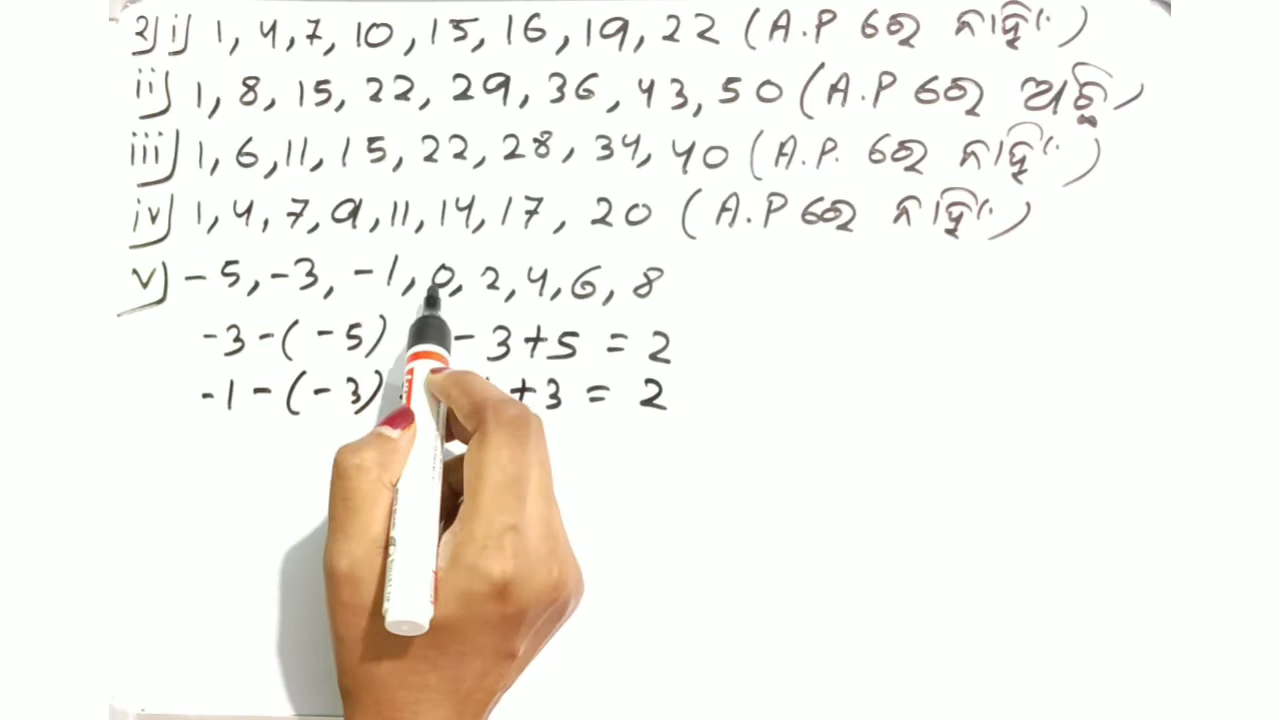 ୨) i) 1, 4, 7, 10, 15, 16, 19, 22 (A.P ରେ ନାହିଁ)
ii) 1, 8, 15, 22, 29, 36, 43, 50 (A.P ରେ ଅଛି)
iii) 1, 6, 11, 15, 22, 28, 34, 40 (A.P. ରେ ନାହିଁ)
iv) 1, 4, 7, 9, 11, 14, 17, 20 (A.P ରେ ନାହିଁ)
v) -5, -3, -1, 0, 2, 4, 6, 8
-3-(-5) -3+5 = 2
-1-(-3) +3 = 2